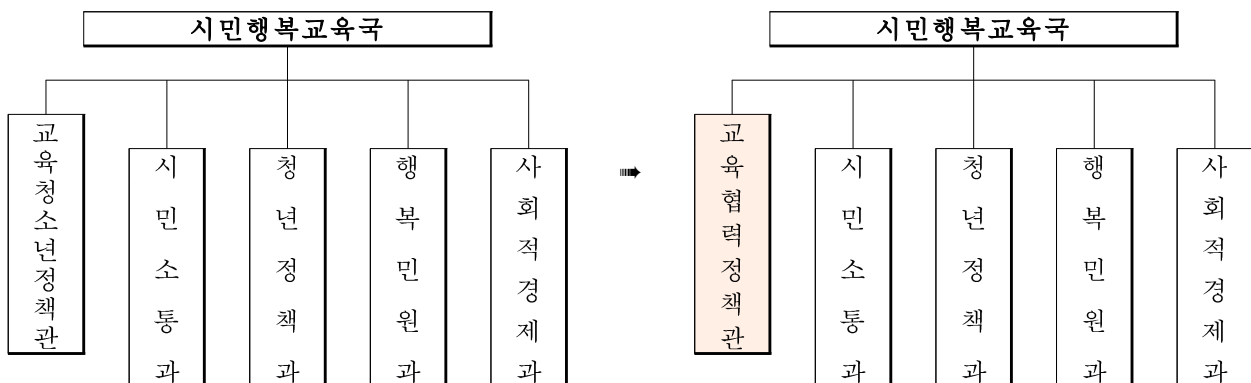 시민행복교육국
교육청소년정책관
시민소통과
청년정책과
행복민원과
사회적경제과
➠
시민행복교육국
교육협력정책관
시민소통과
청년정책과
행복민원과
사회적경제과